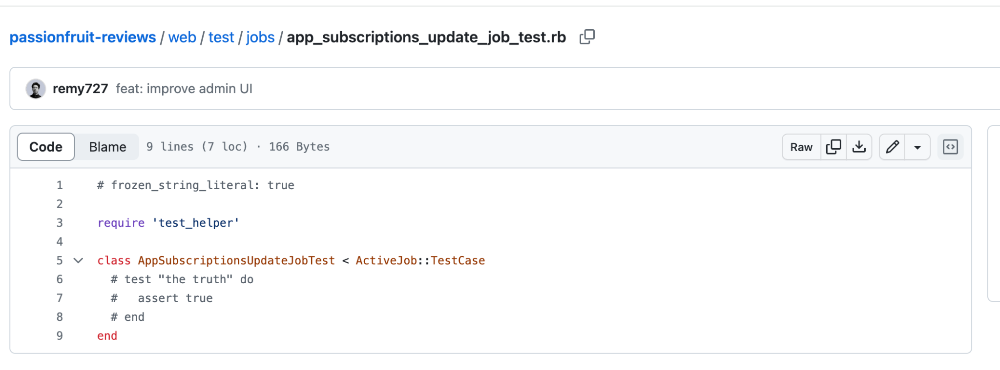 passionfruit-reviews / web / test / jobs / app_subscriptions_update_job_test.rb
remy727 feat: improve admin UI
Code Blame 9 lines (7 loc) · 166 Bytes Raw
1 # frozen_string_literal: true
2
3 require 'test_helper'
4
5 class AppSubscriptionsUpdateJobTest < ActiveJob::TestCase
6   # test "the truth" do
7   #   assert true
8   # end
9 end